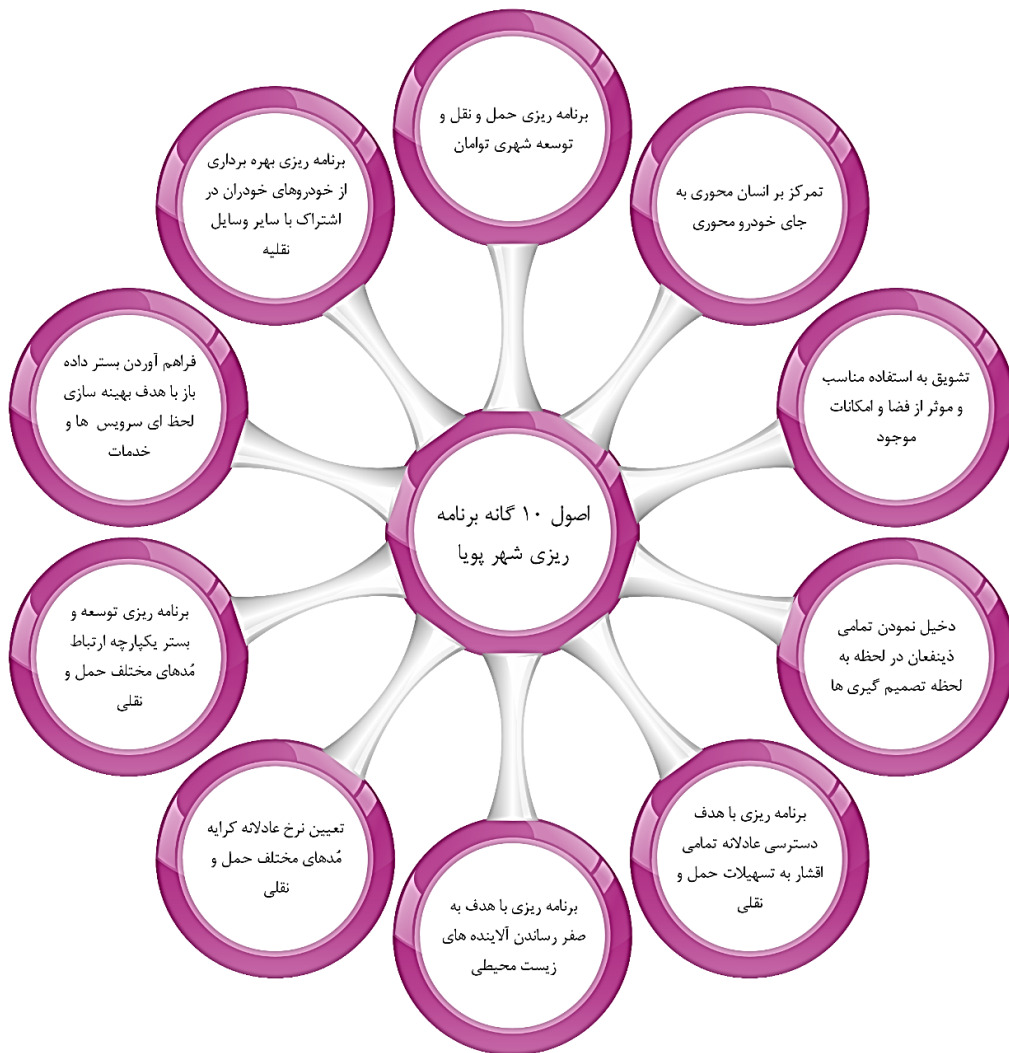 برنامه ریزی حمل و نقل و
توسعه شهری توامان
تمرکز بر انسان محوری به
جای خودرو محوری
تشویق به استفاده مناسب
و موثر از فضا و امکانات
موجود
دخیل نمودن تمامی
ذینفعان در لحظه به
لحظه تصمیم گیری ها
برنامه ریزی با هدف
دسترسی عادلانه تمامی
اقشار به تسهیلات حمل و
نقلی
برنامه ریزی با هدف به
صفر رساندن آلاینده های
زیست محیطی
تعیین نرخ عادلانه کرایه
مُدهای مختلف حمل و
نقلی
برنامه ریزی توسعه و
بستر یکپارچه ارتباط
مُدهای مختلف حمل و
نقلی
فراهم آوردن بستر داده
باز با هدف بهینه سازی
لحظ ای سرویس ها و
خدمات
برنامه ریزی بهره برداری
از خودروهای خودران در
اشتراک با سایر وسایل
نقلیه
اصول ۱۰ گانه برنامه
ریزی شهر پویا